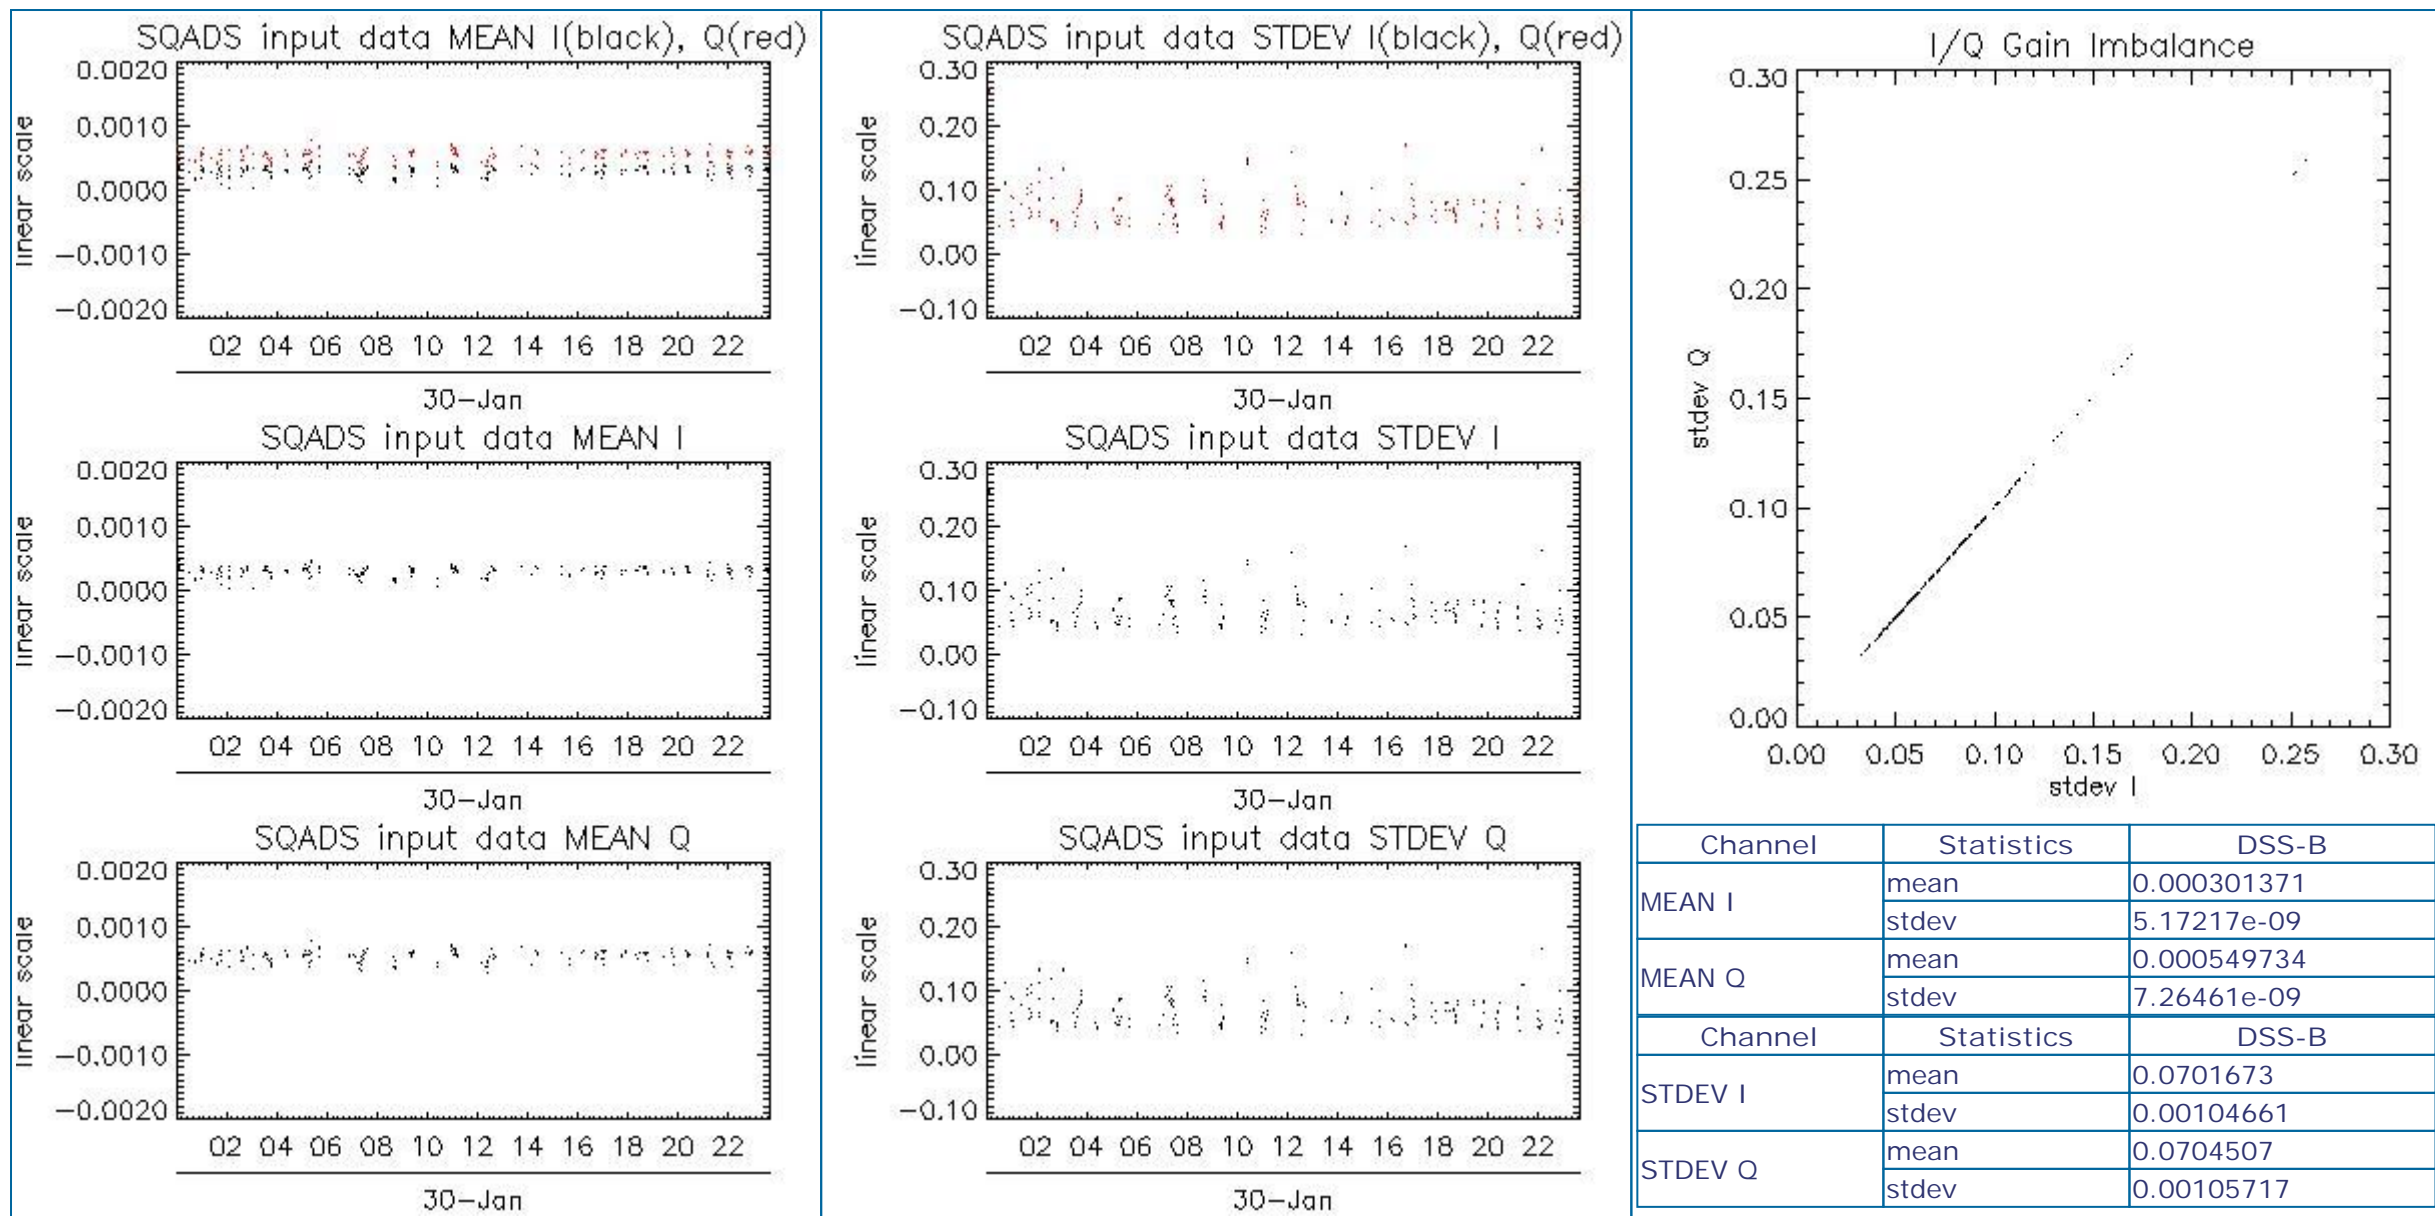 SQADS input data MEAN I(black), Q(red)
linear scale
0.0020
0.0010
0.0000
−0.0010
−0.0020
02 04 06 08 10 12 14 16 18 20 22
30−Jan
SQADS input data MEAN I
linear scale
0.0020
0.0010
0.0000
−0.0010
−0.0020
02 04 06 08 10 12 14 16 18 20 22
30−Jan
SQADS input data MEAN Q
linear scale
0.0020
0.0010
0.0000
−0.0010
−0.0020
02 04 06 08 10 12 14 16 18 20 22
30−Jan
SQADS input data STDEV I(black), Q(red)
linear scale
0.30
0.20
0.10
0.00
−0.10
02 04 06 08 10 12 14 16 18 20 22
30−Jan
SQADS input data STDEV I
linear scale
0.30
0.20
0.10
0.00
−0.10
02 04 06 08 10 12 14 16 18 20 22
30−Jan
SQADS input data STDEV Q
linear scale
0.30
0.20
0.10
0.00
−0.10
02 04 06 08 10 12 14 16 18 20 22
30−Jan
I/Q Gain Imbalance
stdev Q
0.30
0.25
0.20
0.15
0.10
0.05
0.00
0.00 0.05 0.10 0.15 0.20 0.25 0.30
stdev I
Channel Statistics DSS-B
MEAN I
mean 0.000301371
stdev 5.17217e-09
MEAN Q
mean 0.000549734
stdev 7.26461e-09
Channel Statistics DSS-B
STDEV I
mean 0.0701673
stdev 0.00104661
STDEV Q
mean 0.0704507
stdev 0.00105717